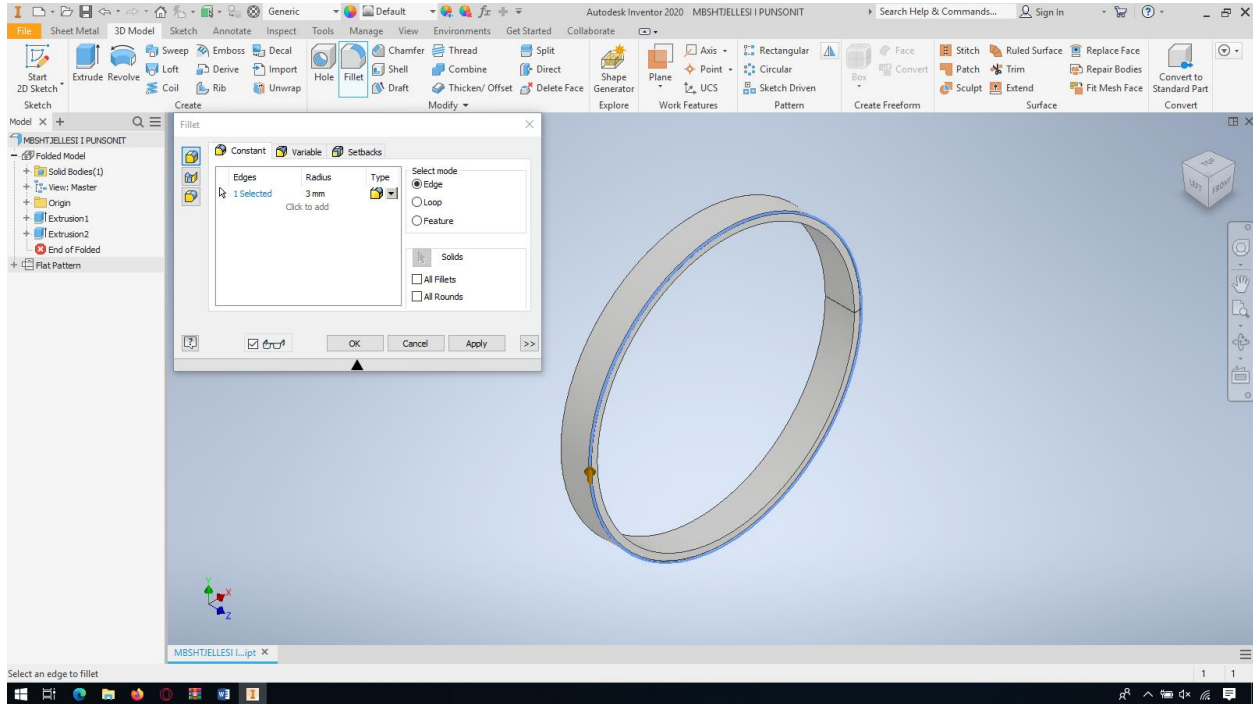 Generic Default Autodesk Inventor 2020 MBSHTJELLESI I PUNSONIT Search Help & Commands... Sign In
File Sheet Metal 3D Model Sketch Annotate Inspect Tools Manage View Environments Get Started Collaborate
Sweep Emboss Decal Chamfer Thread Split Axis Rectangular Face Stitch Ruled Surface Replace Face
Start 2D Sketch Extrude Revolve Loft Derive Import Hole Fillet Shell Combine Direct Shape Generator Plane Point Circular Box Convert Patch Trim Repair Bodies Convert to Standard Part
Coil Rib Unwrap Draft Thicken/ Offset Delete Face UCS Sketch Driven Sculpt Extend Fit Mesh Face
Sketch Create Modify Explore Work Features Pattern Create Freeform Surface Convert
Model
MBSHTJELLESI I PUNSONIT
Folded Model
Solid Bodies(1)
View: Master
Origin
Extrusion1
Extrusion2
End of Folded
Flat Pattern
Fillet
Constant Variable Setbacks
Edges Radius Type
1 Selected 3 mm
Click to add
Select mode
Edge
Loop
Feature
Solids
All Fillets
All Rounds
OK Cancel Apply >>
TOP
LEFT FRONT
Y
X
Z
MBSHTJELLESI I...ipt
Select an edge to fillet 1 1